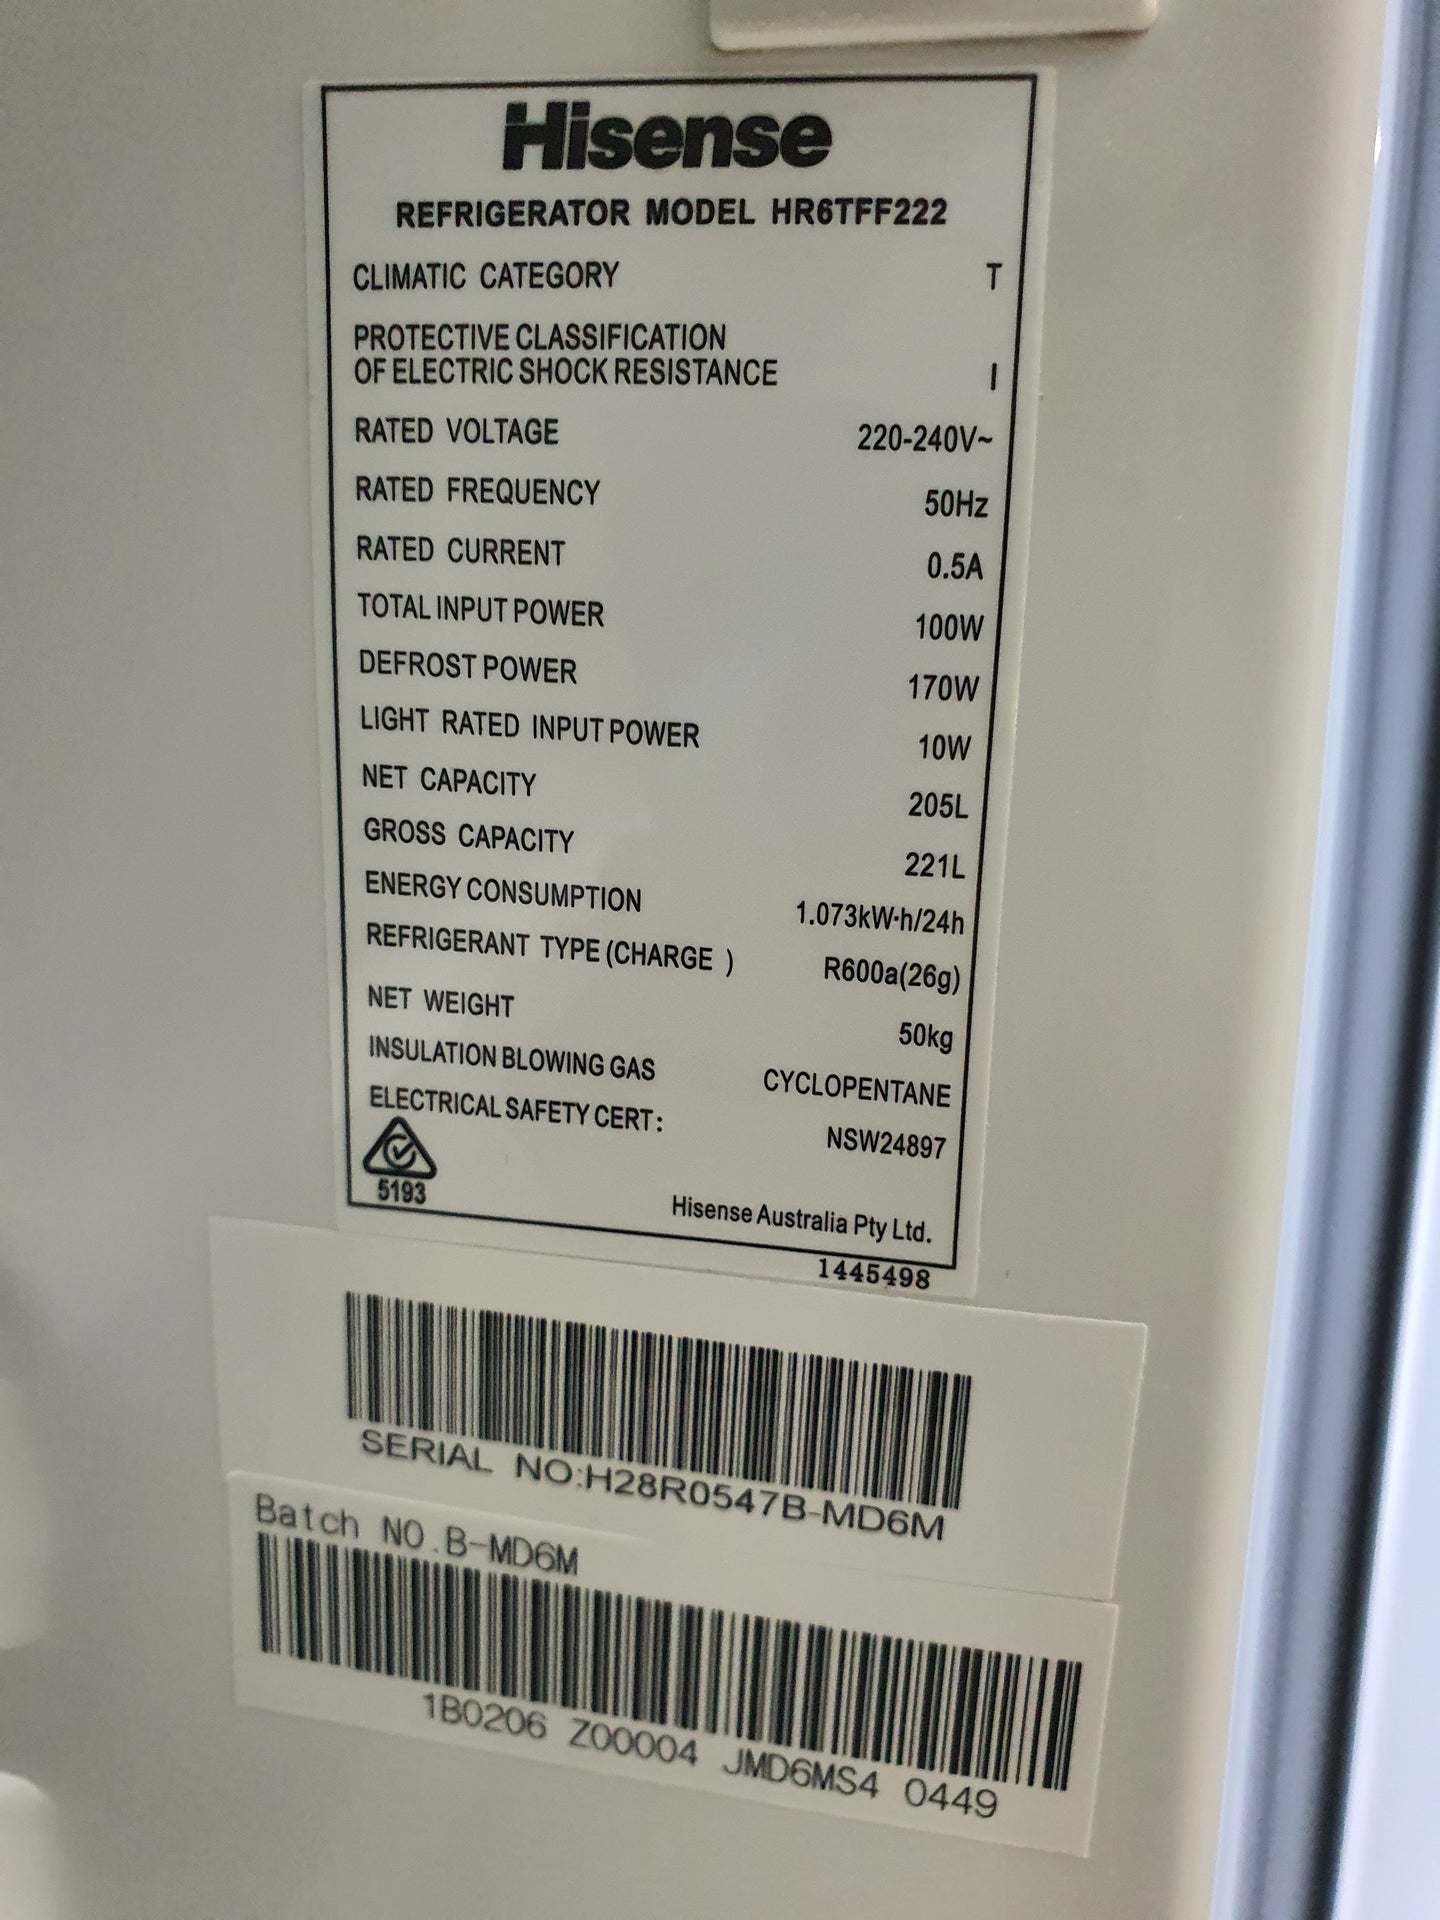 Hisense
REFRIGERATOR MODEL HR6TFF222
CLIMATIC CATEGORY T
PROTECTIVE CLASSIFICATION
OF ELECTRIC SHOCK RESISTANCE I
RATED VOLTAGE 220-240V~
RATED FREQUENCY 50Hz
RATED CURRENT 0.5A
TOTAL INPUT POWER 100W
DEFROST POWER 170W
LIGHT RATED INPUT POWER 10W
NET CAPACITY 205L
GROSS CAPACITY 221L
ENERGY CONSUMPTION 1.073kW·h/24h
REFRIGERANT TYPE (CHARGE ) R600a(26g)
NET WEIGHT 50kg
INSULATION BLOWING GAS CYCLOPENTANE
ELECTRICAL SAFETY CERT: NSW24897
5193
Hisense Australia Pty Ltd.
1445498
SERIAL NO:H28R0547B-MD6M
Batch NO.B-MD6M
1B0206 Z00004 JMD6MS4 0449